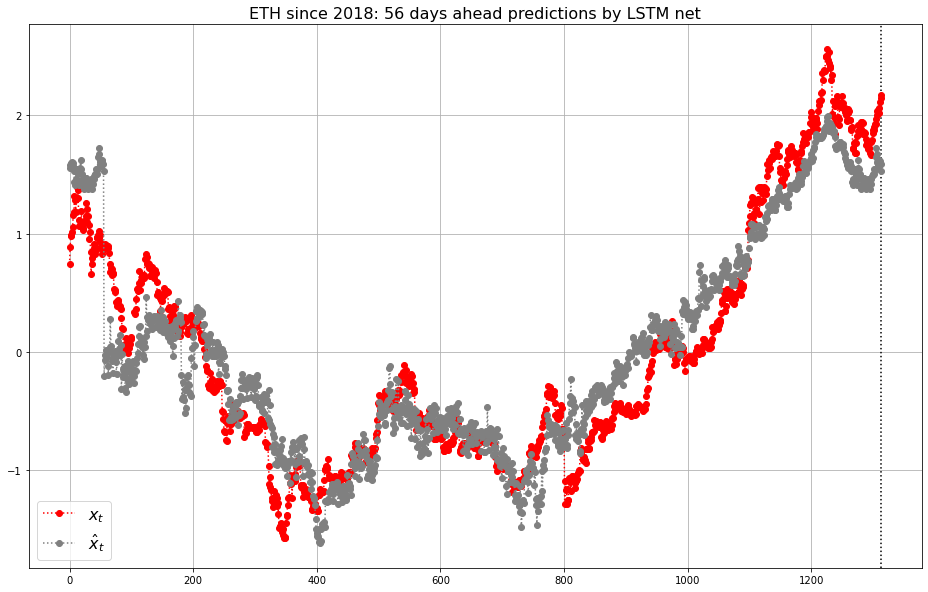 ETH since 2018: 56 days ahead predictions by LSTM net
2
1
0
−1
x_t
x̂_t
0 200 400 600 800 1000 1200